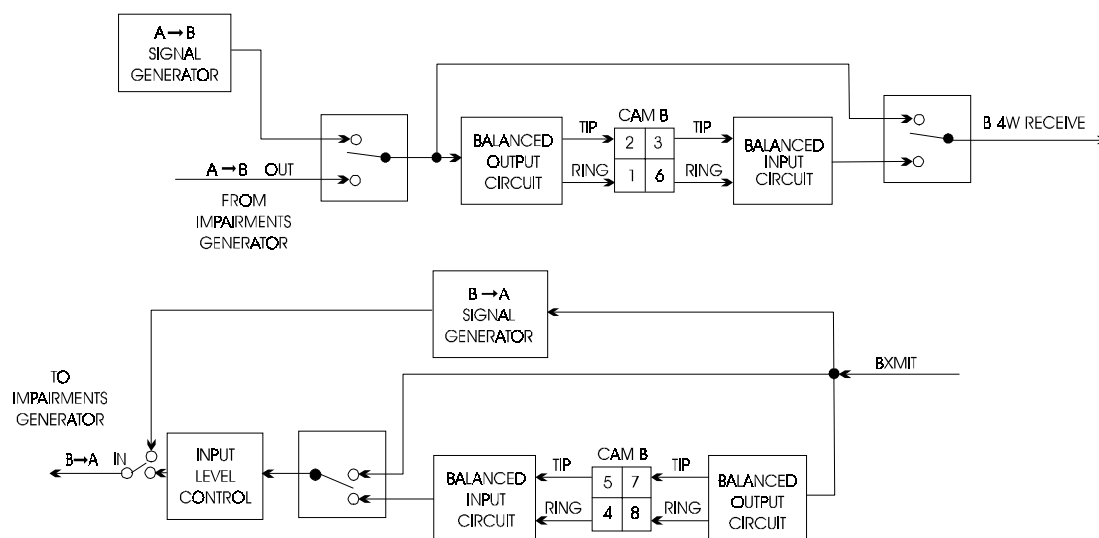 A→B
SIGNAL
GENERATOR
A→B OUT
FROM
IMPAIRMENTS
GENERATOR
BALANCED
OUTPUT
CIRCUIT
TIP
RING
CAM B
2 3
1 6
TIP
RING
BALANCED
INPUT
CIRCUIT
B 4W RECEIVE
B→A
SIGNAL
GENERATOR
BXMIT
TO
IMPAIRMENTS
GENERATOR
B→A IN
INPUT
LEVEL
CONTROL
BALANCED
INPUT
CIRCUIT
TIP
RING
CAM B
5 7
4 8
TIP
RING
BALANCED
OUTPUT
CIRCUIT